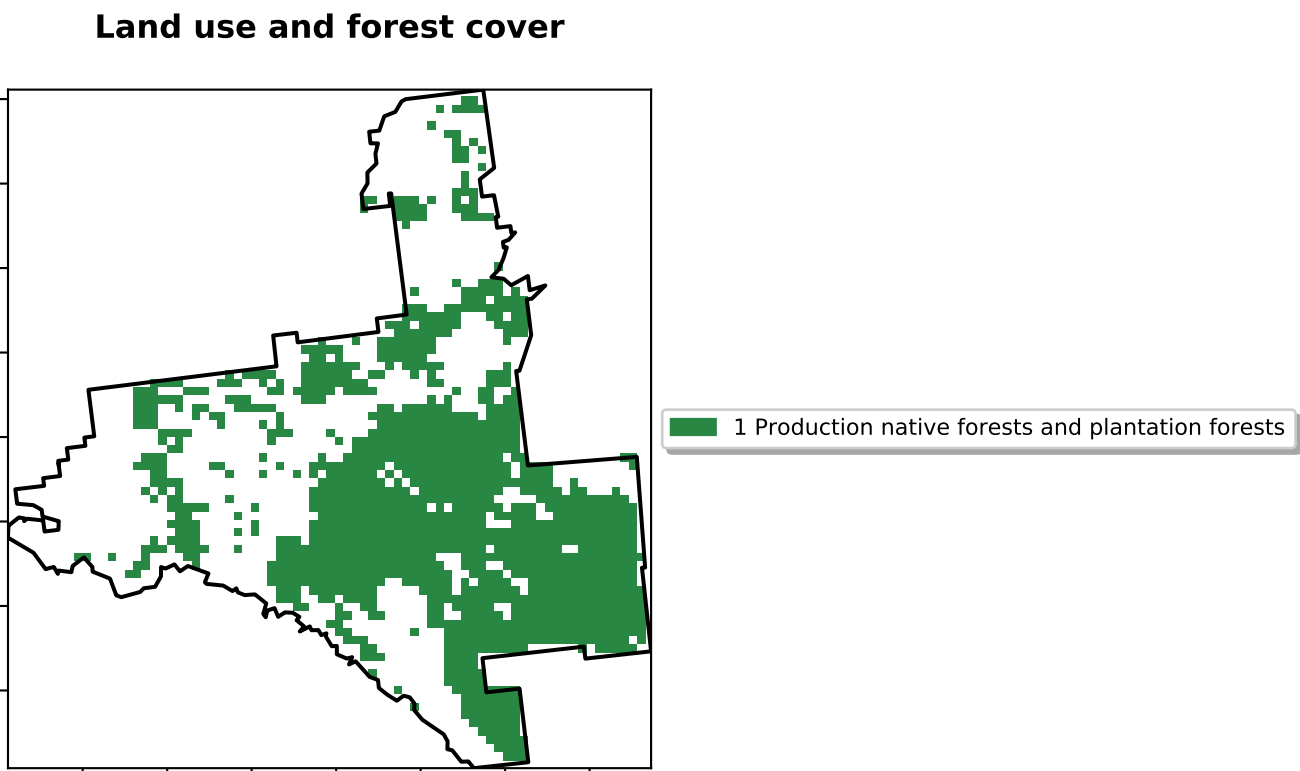 Land use and forest cover
1 Production native forests and plantation forests